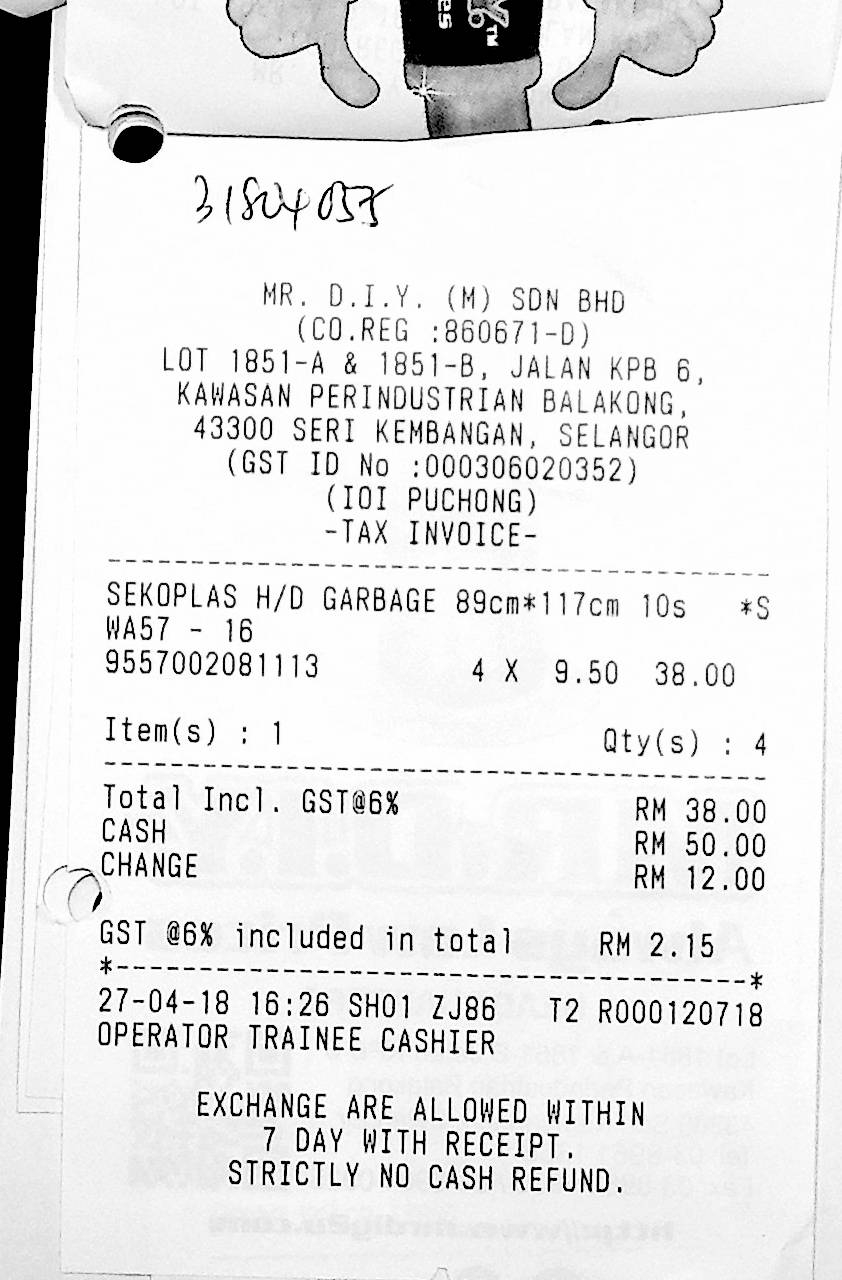 TM
31804055
MR. D.I.Y. (M) SDN BHD
(CO.REG :860671-D)
LOT 1851-A & 1851-B, JALAN KPB 6,
KAWASAN PERINDUSTRIAN BALAKONG,
43300 SERI KEMBANGAN, SELANGOR
(GST ID No :000306020352)
(IOI PUCHONG)
-TAX INVOICE-
SEKOPLAS H/D GARBAGE 89cm*117cm 10s *S
WA57 - 16
9557002081113 4 X 9.50 38.00
Item(s) : 1 Qty(s) : 4
Total Incl. GST@6% RM 38.00
CASH RM 50.00
CHANGE RM 12.00
GST @6% included in total RM 2.15
27-04-18 16:26 SH01 ZJ86 T2 R000120718
OPERATOR TRAINEE CASHIER
EXCHANGE ARE ALLOWED WITHIN
7 DAY WITH RECEIPT.
STRICTLY NO CASH REFUND.